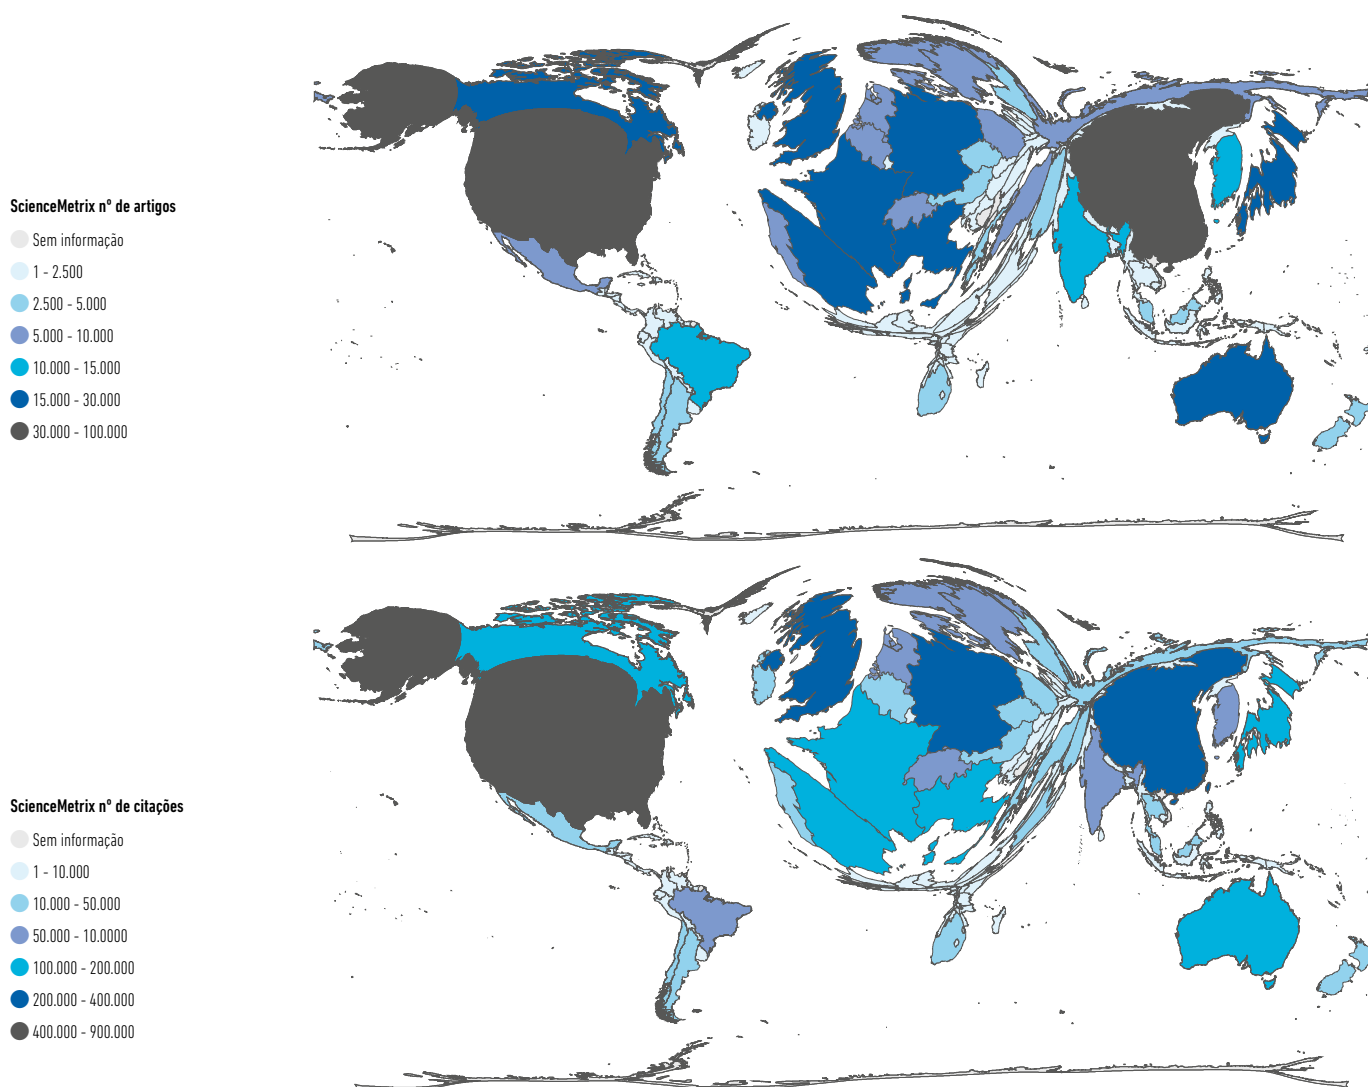 ScienceMetrix nº de artigos
Sem informação
1 - 2.500
2.500 - 5.000
5.000 - 10.000
10.000 - 15.000
15.000 - 30.000
30.000 - 100.000
ScienceMetrix nº de citações
Sem informação
1 - 10.000
10.000 - 50.000
50.000 - 10.0000
100.000 - 200.000
200.000 - 400.000
400.000 - 900.000